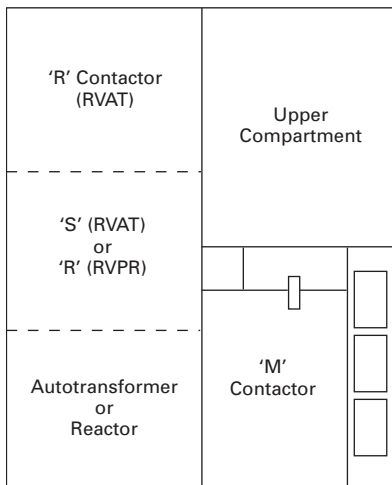 ‘R’ Contactor
(RVAT)
Upper
Compartment
‘S’ (RVAT)
or
‘R’ (RVPR)
Autotransformer
or
Reactor
‘M’
Contactor